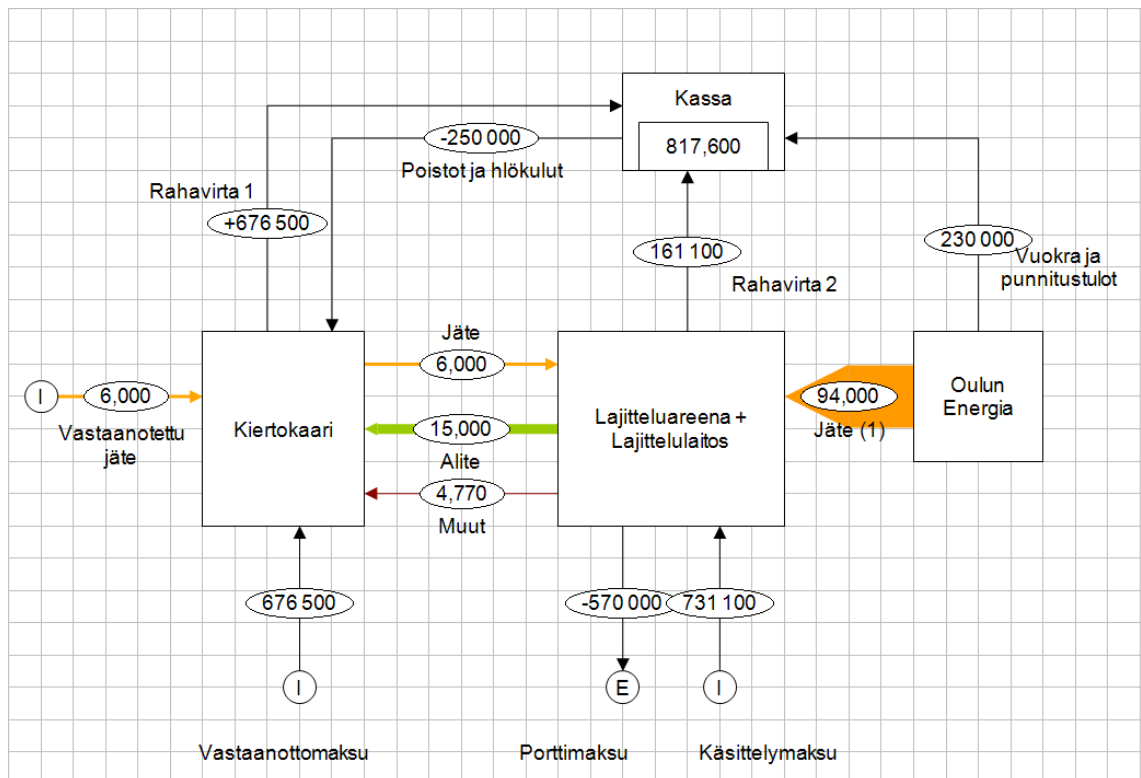 Kassa
817,600
-250 000
Poistot ja hlökulut
Rahavirta 1
+676 500
161 100
Rahavirta 2
230 000
Vuokra ja
punnitustulot
I
6,000
Vastaanotettu
jäte
Kiertokaari
Jäte
6,000
15,000
Alite
4,770
Muut
Lajitteluareena +
Lajittelulaitos
94,000
Jäte (1)
Oulun
Energia
676 500
-570 000
731 100
I
E
I
Vastaanottomaksu
Porttimaksu
Käsittelymaksu